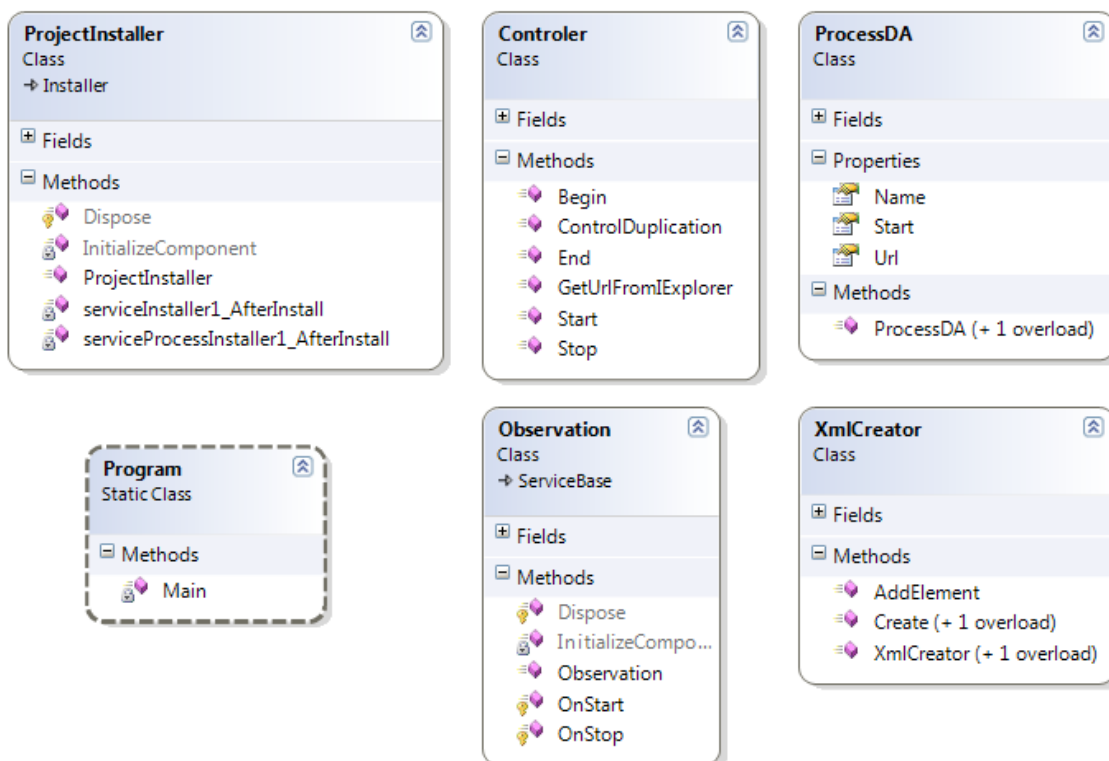 ProjectInstaller
Class
Installer
Fields
Methods
Dispose
InitializeComponent
ProjectInstaller
serviceInstaller1_AfterInstall
serviceProcessInstaller1_AfterInstall
Controler
Class
Fields
Methods
Begin
ControlDuplication
End
GetUrlFromIExplorer
Start
Stop
ProcessDA
Class
Fields
Properties
Name
Start
Url
Methods
ProcessDA (+ 1 overload)
Program
Static Class
Methods
Main
Observation
Class
ServiceBase
Fields
Methods
Dispose
InitializeCompo...
Observation
OnStart
OnStop
XmlCreator
Class
Fields
Methods
AddElement
Create (+ 1 overload)
XmlCreator (+ 1 overload)